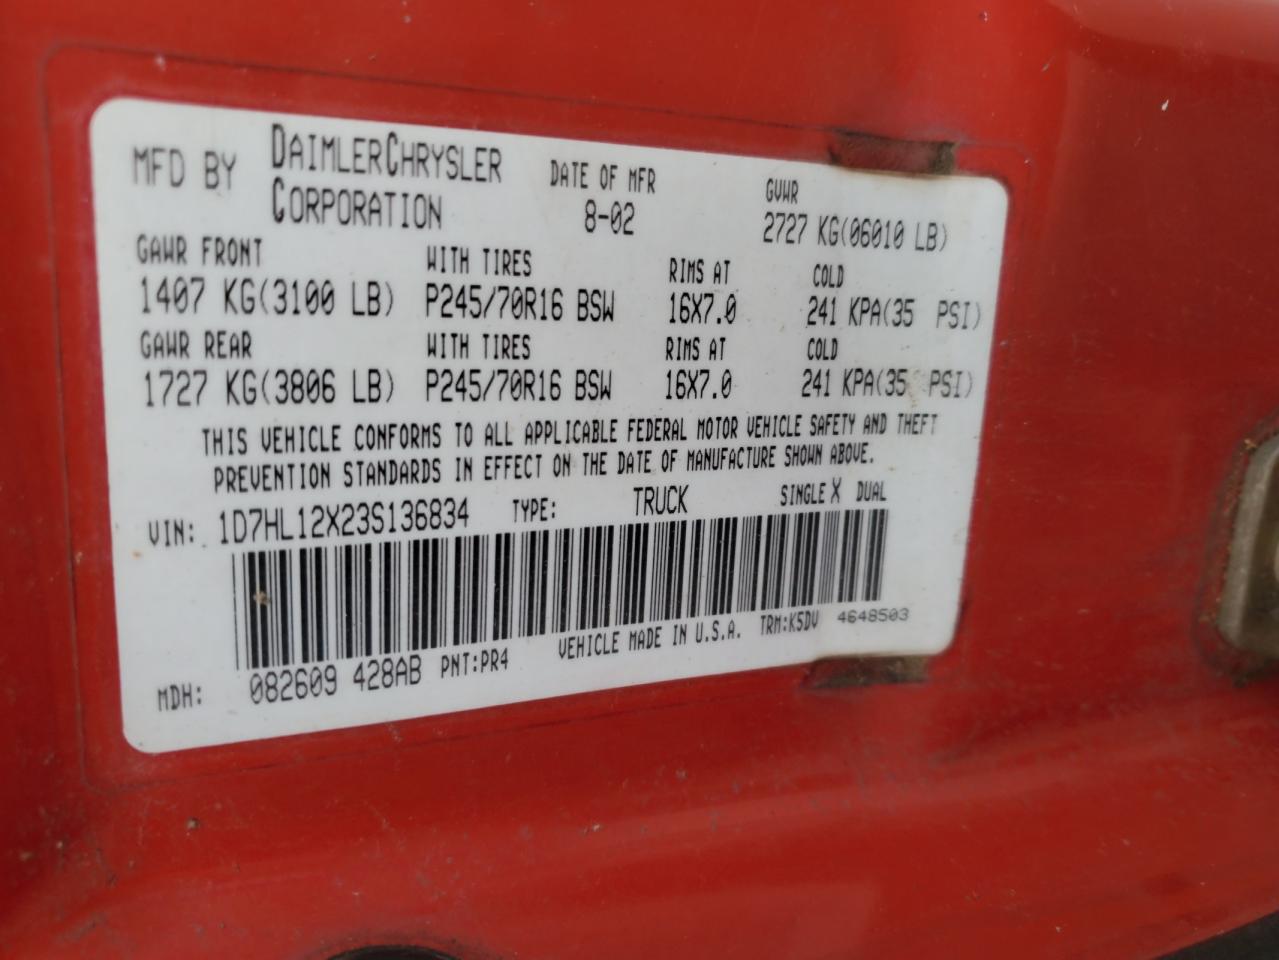 MFD BY DAIMLERCHRYSLER CORPORATION DATE OF MFR 8-02 GVWR 2727 KG(06010 LB)
GAWR FRONT WITH TIRES RIMS AT COLD
1407 KG(3100 LB) P245/70R16 BSW 16X7.0 241 KPA(35 PSI)
GAWR REAR WITH TIRES RIMS AT COLD
1727 KG(3806 LB) P245/70R16 BSW 16X7.0 241 KPA(35 PSI)
THIS VEHICLE CONFORMS TO ALL APPLICABLE FEDERAL MOTOR VEHICLE SAFETY AND THEFT
PREVENTION STANDARDS IN EFFECT ON THE DATE OF MANUFACTURE SHOWN ABOVE.
VIN: 1D7HL12X23S136834 TYPE: TRUCK SINGLE X DUAL
MDH: 082609 428AB PNT:PR4 VEHICLE MADE IN U.S.A. TRM:K5DV 4648503